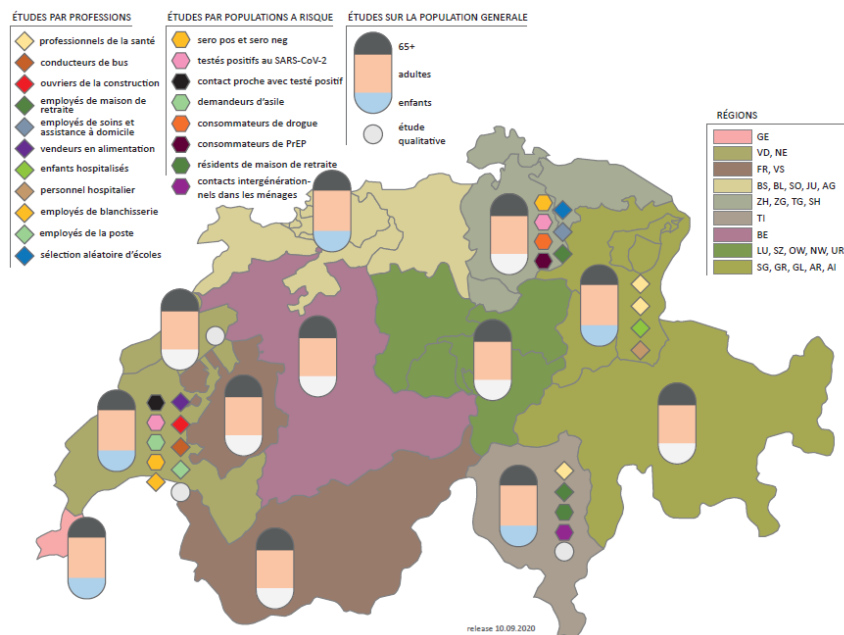 ÉTUDES PAR PROFESSIONS
professionnels de la santé
conducteurs de bus
ouvriers de la construction
employés de maison de
retraite
employés de soins et
assistance à domicile
vendeurs en alimentation
enfants hospitalisés
personnel hospitalier
employés de blanchisserie
employés de la poste
sélection aléatoire d'écoles
ÉTUDES PAR POPULATIONS A RISQUE
sero pos et sero neg
testés positifs au SARS-CoV-2
contact proche avec testé positif
demandeurs d'asile
consommateurs de drogue
consommateurs de PrEP
résidents de maison de retraite
contacts intergénération-
nels dans les ménages
ÉTUDES SUR LA POPULATION GENERALE
65+
adultes
enfants
étude
qualitative
RÉGIONS
GE
VD, NE
FR, VS
BS, BL, SO, JU, AG
ZH, ZG, TG, SH
TI
BE
LU, SZ, OW, NW, UR
SG, GR, GL, AR, AI
release 10.09.2020